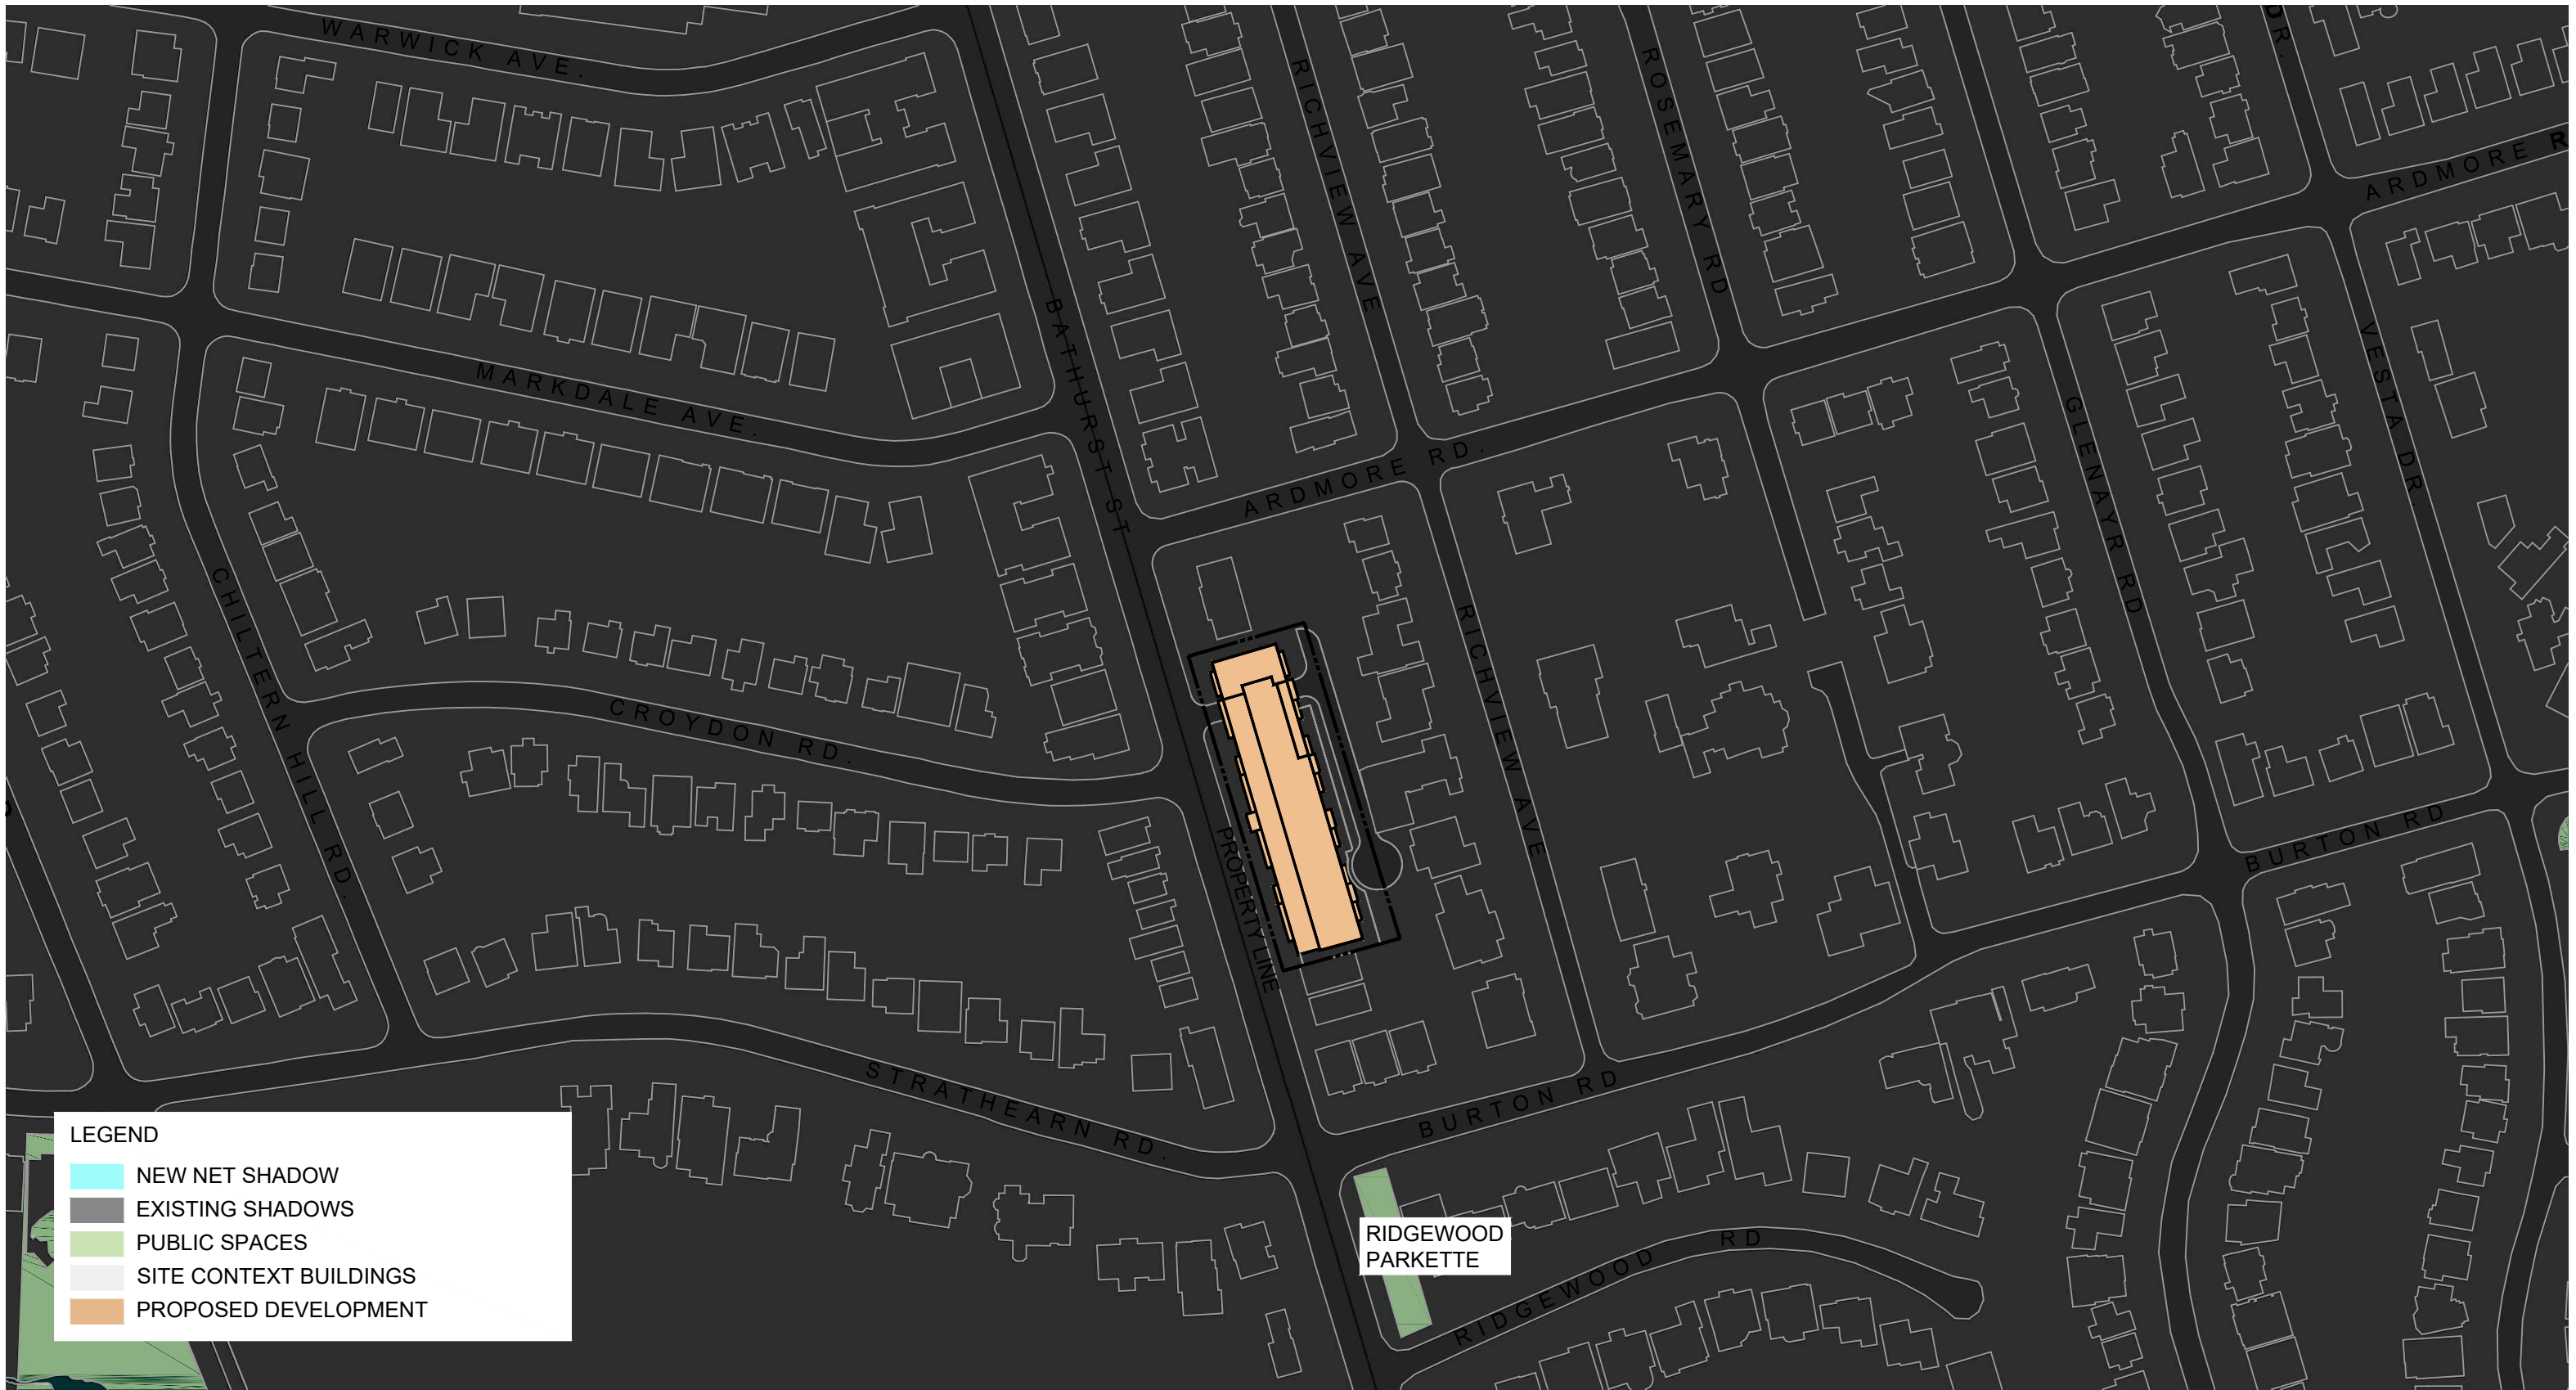 WARWICK AVE.
RICHVIEW AVE
ROSEMARY RD
DR.
ARDMORE R
BATHURST ST
MARKDALE AVE.
ARDMORE RD.
GLENAYR RD
VESTA DR.
CHILTERN HILL RD.
CROYDON RD.
RICHVIEW AVE
PROPERTY LINE
BURTON RD
STRATHEARN RD.
BURTON RD
RIDGEWOOD
PARKETTE
RIDGEWOOD RD
LEGEND
NEW NET SHADOW
EXISTING SHADOWS
PUBLIC SPACES
SITE CONTEXT BUILDINGS
PROPOSED DEVELOPMENT